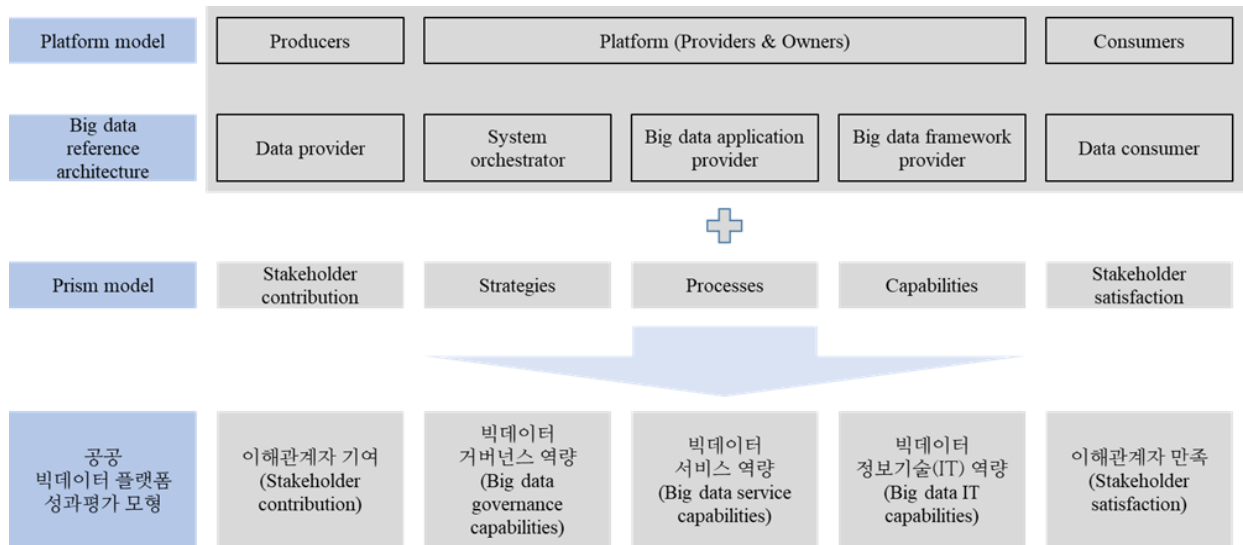 Platform model
Producers
Platform (Providers & Owners)
Consumers
Big data
reference
architecture
Data provider
System
orchestrator
Big data application
provider
Big data framework
provider
Data consumer
Prism model
Stakeholder
contribution
Strategies
Processes
Capabilities
Stakeholder
satisfaction
공공
빅데이터 플랫폼
성과평가 모형
이해관계자 기여
(Stakeholder
contribution)
빅데이터
거버넌스 역량
(Big data
governance
capabilities)
빅데이터
서비스 역량
(Big data service
capabilities)
빅데이터
정보기술(IT) 역량
(Big data IT
capabilities)
이해관계자 만족
(Stakeholder
satisfaction)